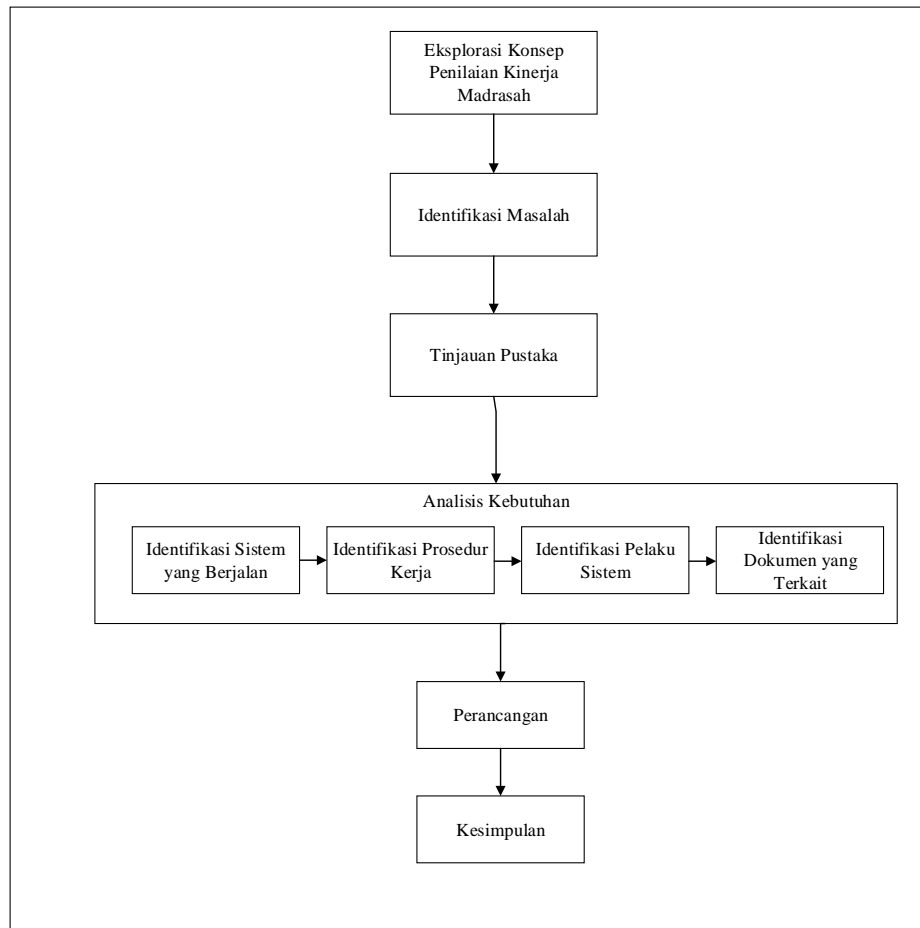 Eksplorasi Konsep
Penilaian Kinerja
Madrasah
Identifikasi Masalah
Tinjauan Pustaka
Analisis Kebutuhan
Identifikasi Sistem
yang Berjalan
Identifikasi Prosedur
Kerja
Identifikasi Pelaku
Sistem
Identifikasi
Dokumen yang
Terkait
Perancangan
Kesimpulan